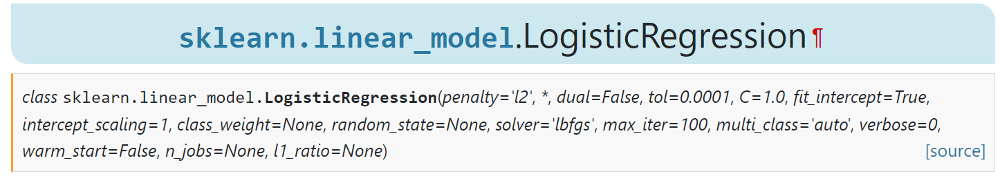 sklearn.linear_model.LogisticRegression¶
class sklearn.linear_model.LogisticRegression(penalty='l2', *, dual=False, tol=0.0001, C=1.0, fit_intercept=True,
intercept_scaling=1, class_weight=None, random_state=None, solver='lbfgs', max_iter=100, multi_class='auto', verbose=0,
warm_start=False, n_jobs=None, l1_ratio=None) [source]